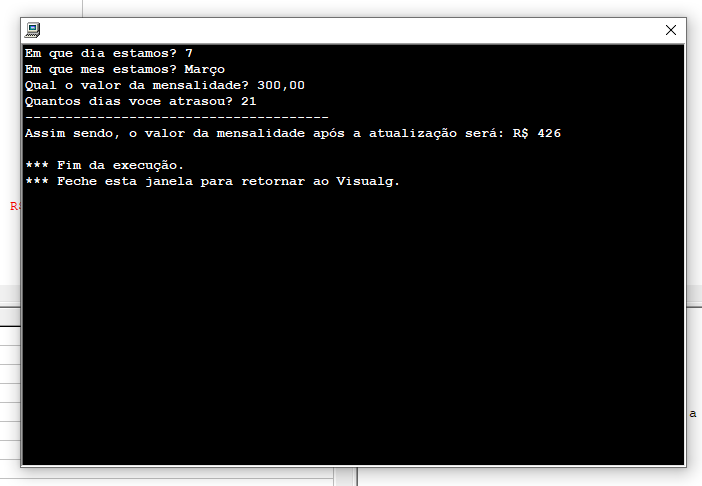 Em que dia estamos? 7
Em que mes estamos? Março
Qual o valor da mensalidade? 300,00
Quantos dias voce atrasou? 21
--------------------------------------
Assim sendo, o valor da mensalidade após a atualização será: R$ 426
*** Fim da execução.
*** Feche esta janela para retornar ao Visualg.
R$
a